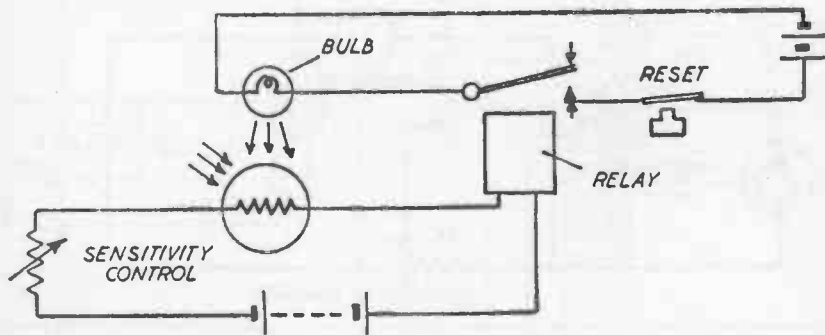 BULB
RESET
RELAY
SENSITIVITY
CONTROL